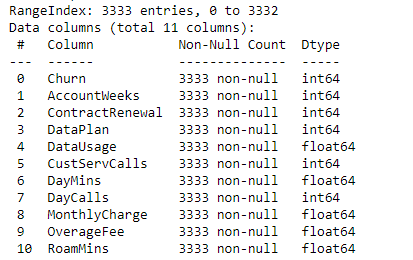 RangeIndex: 3333 entries, 0 to 3332
Data columns (total 11 columns):
 #   Column           Non-Null Count  Dtype
---  ------           --------------  -----
 0   Churn            3333 non-null   int64
 1   AccountWeeks     3333 non-null   int64
 2   ContractRenewal  3333 non-null   int64
 3   DataPlan         3333 non-null   int64
 4   DataUsage        3333 non-null   float64
 5   CustServCalls    3333 non-null   int64
 6   DayMins          3333 non-null   float64
 7   DayCalls         3333 non-null   int64
 8   MonthlyCharge    3333 non-null   float64
 9   OverageFee       3333 non-null   float64
 10  RoamMins         3333 non-null   float64